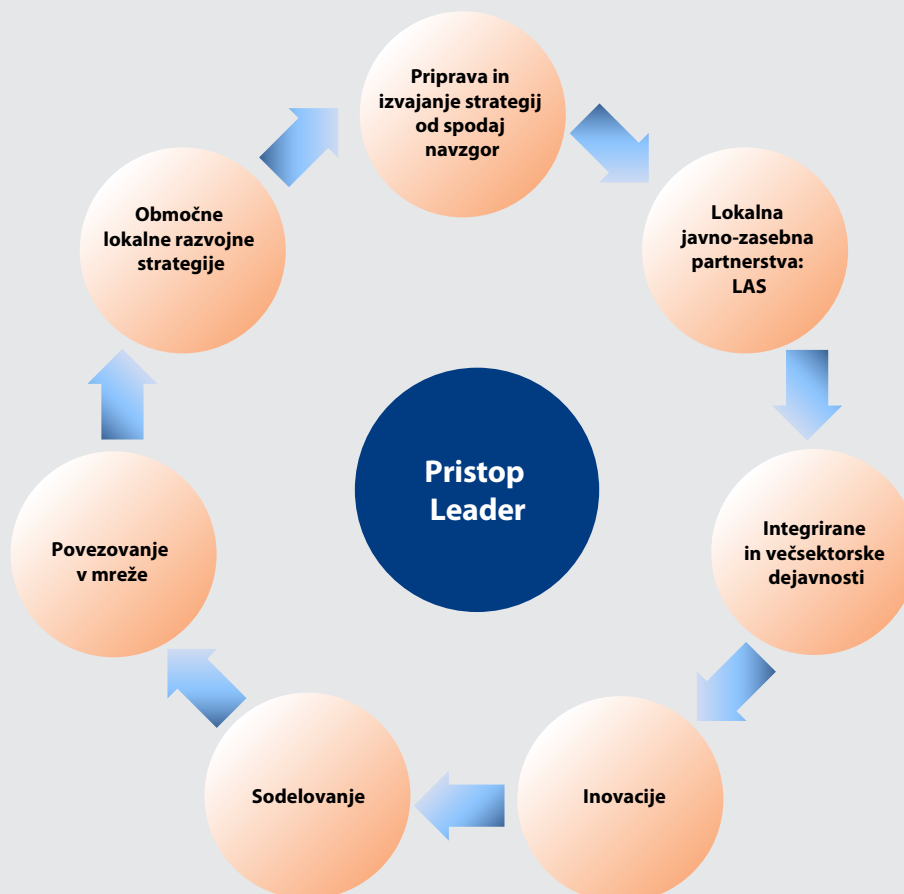 Priprava in
izvajanje strategij
od spodaj
navzgor
Lokalna
javno-zasebna
partnerstva:
LAS
Integrirane
in večsektorske
dejavnosti
Inovacije
Sodelovanje
Povezovanje
v mreže
Območne
lokalne razvojne
strategije
Pristop
Leader